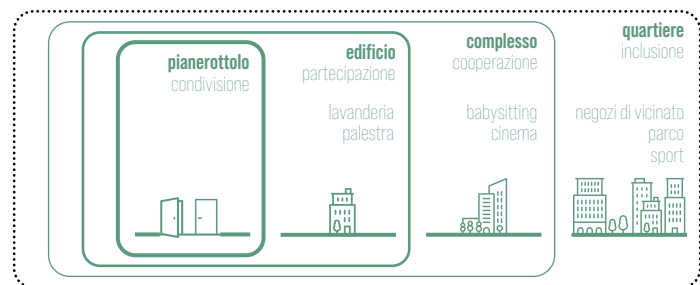 pianerottolo
condivisione
edificio
partecipazione
lavanderia
palestra
complesso
cooperazione
babysitting
cinema
quartiere
inclusione
negozi di vicinato
parco
sport